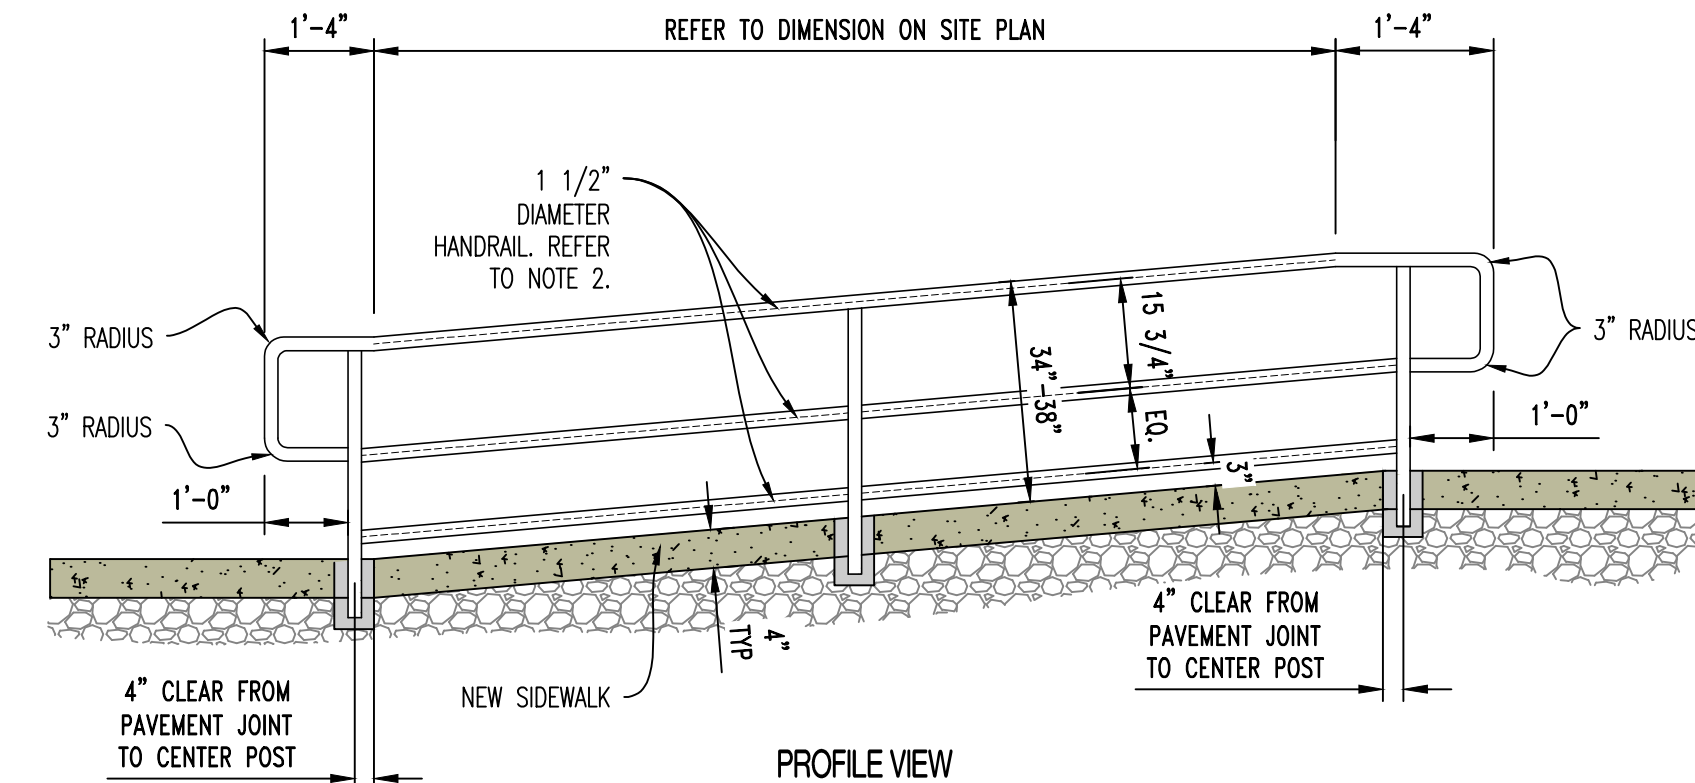 1'-4"
REFER TO DIMENSION ON SITE PLAN
1'-4"
1 1/2"
DIAMETER
HANDRAIL. REFER
TO NOTE 2.
3" RADIUS
3" RADIUS
15 3/4"
34"-38"
EQ.
3"
3" RADIUS
1'-0"
1'-0"
4"
TYP
NEW SIDEWALK
4" CLEAR FROM
PAVEMENT JOINT
TO CENTER POST
4" CLEAR FROM
PAVEMENT JOINT
TO CENTER POST
PROFILE VIEW